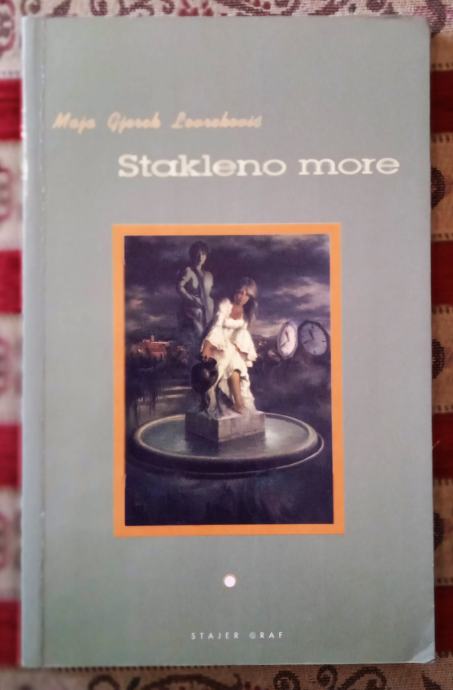 Maja Gjerek Lovreković
Stakleno more
STAJER GRAF